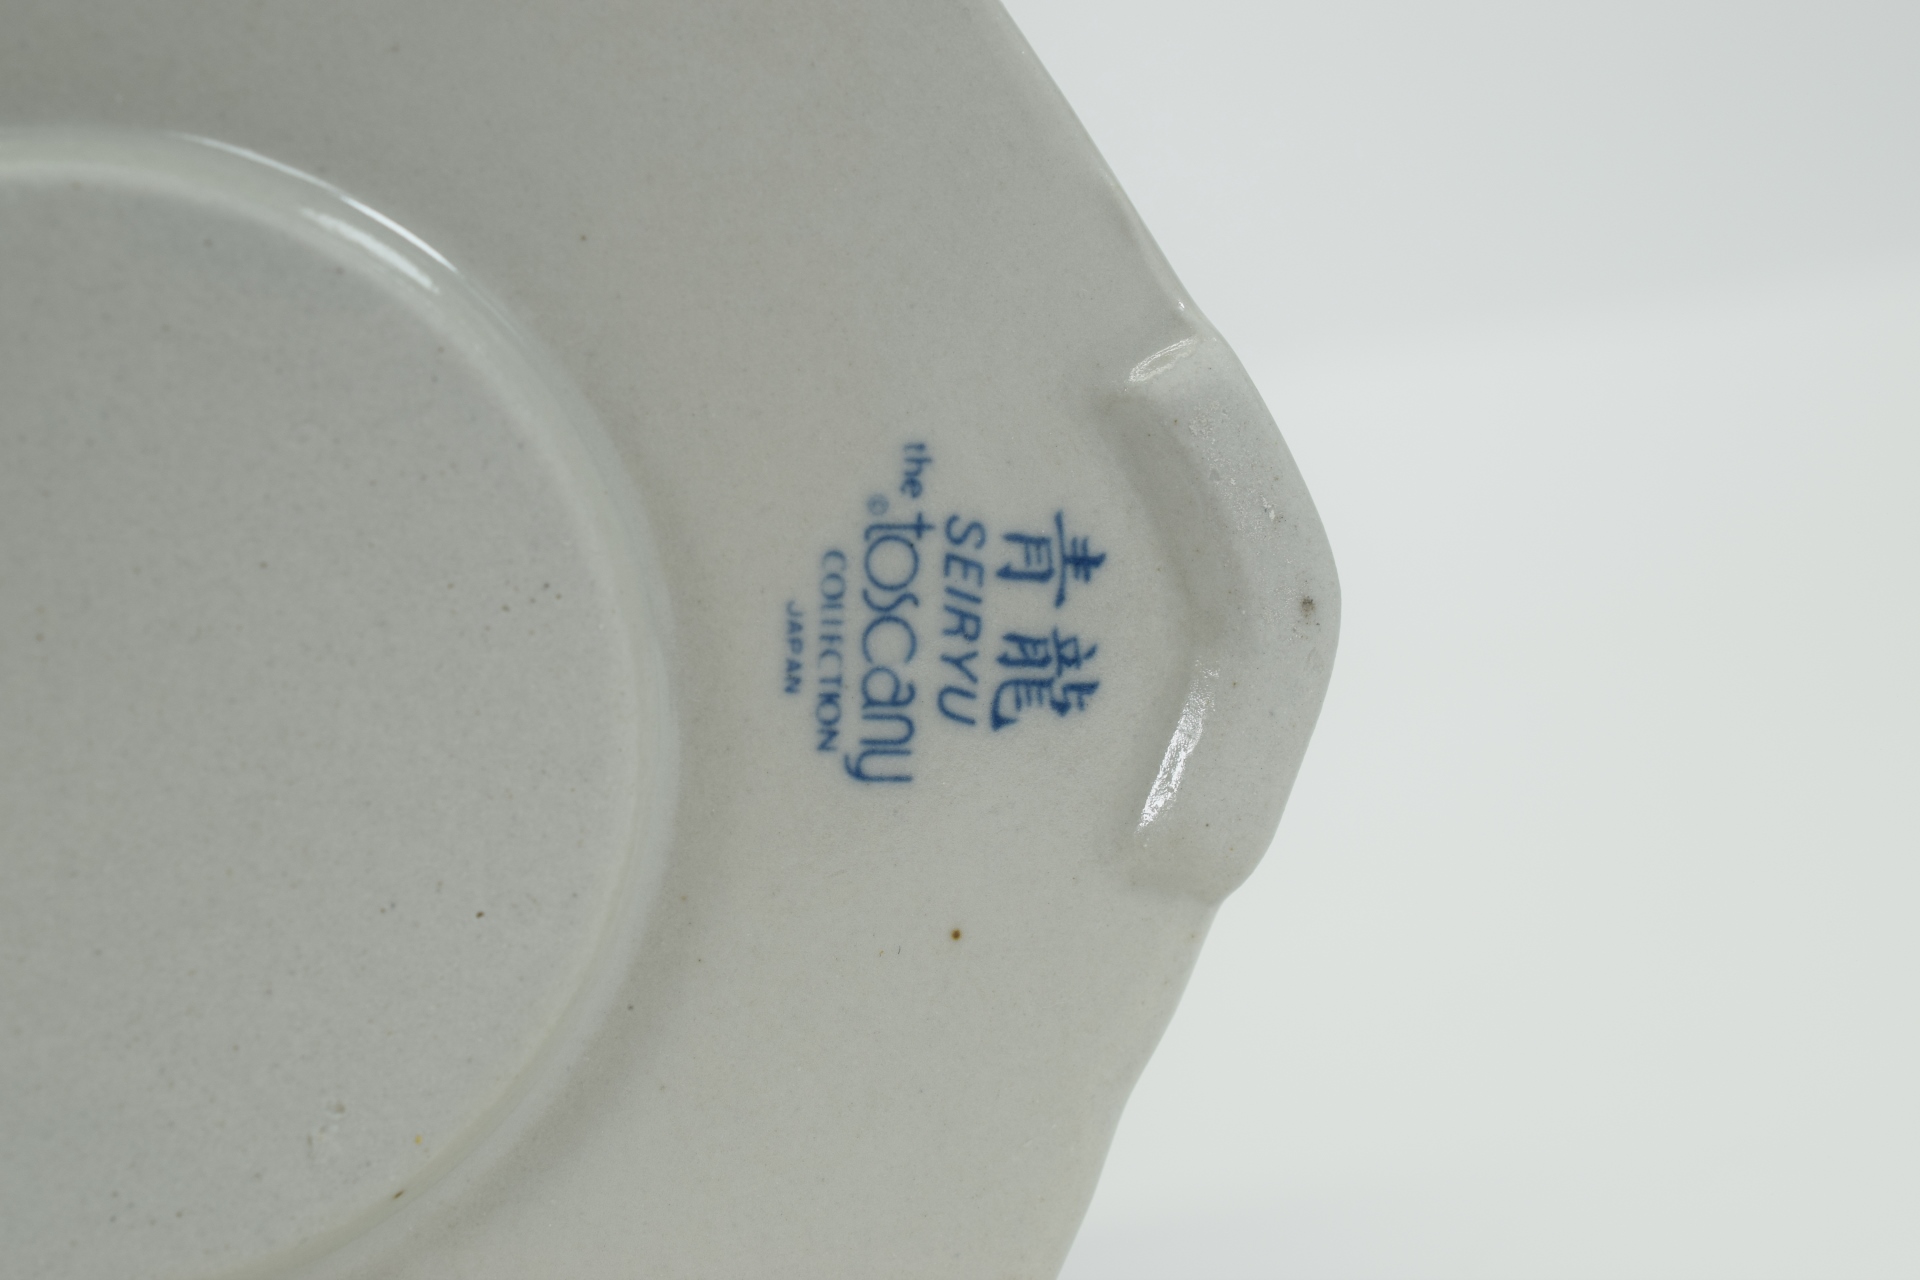 青龍
SEIRYU
the toscany
©
COLLECTION
JAPAN